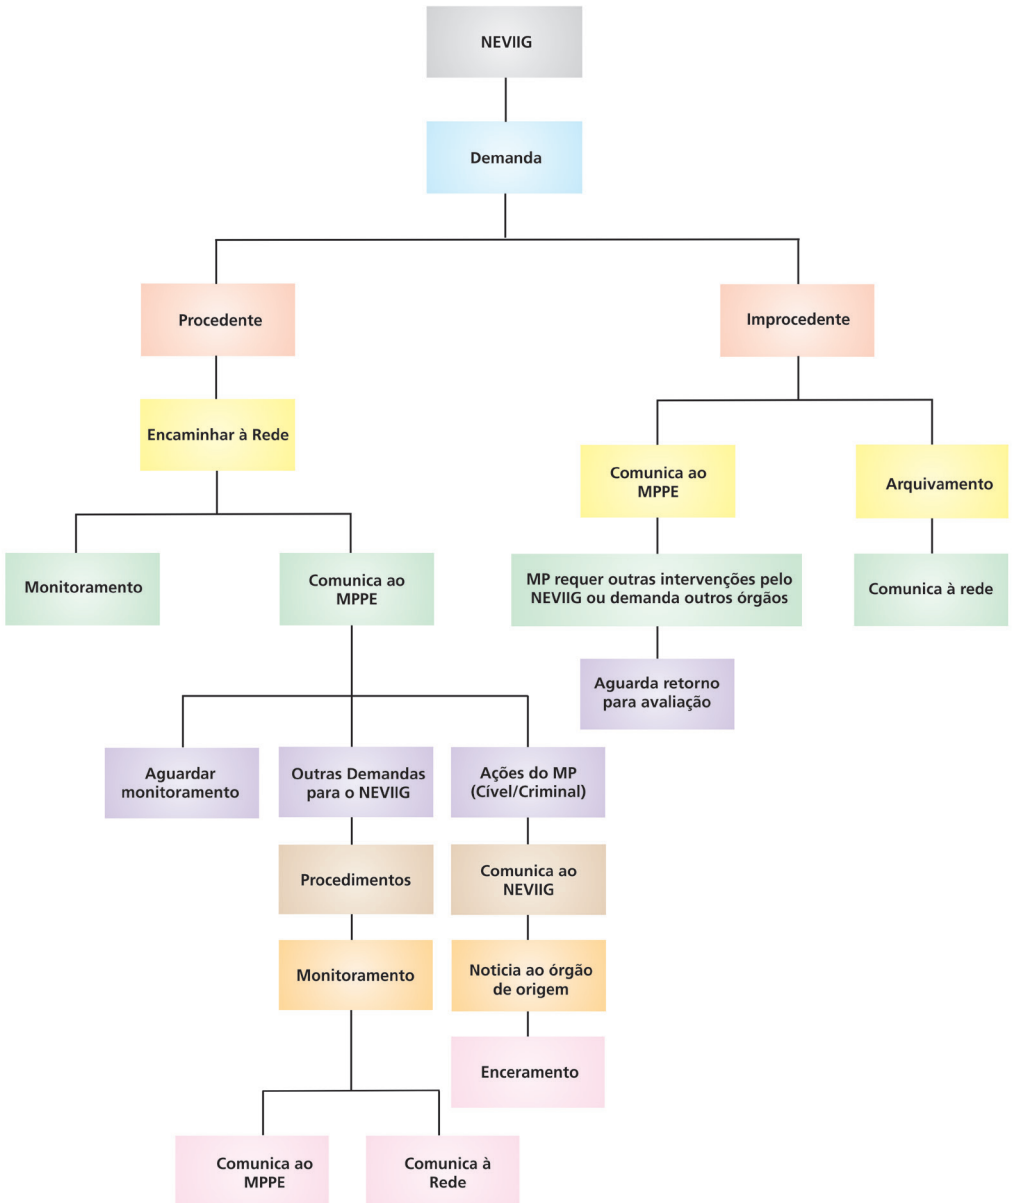 NEVIIG
Demanda
Procedente
Improcedente
Encaminhar à Rede
Comunica ao
MPPE
Arquivamento
Monitoramento
Comunica ao
MPPE
MP requer outras intervenções pelo
NEVIIG ou demanda outros órgãos
Comunica à rede
Aguarda retorno
para avaliação
Aguardar
monitoramento
Outras Demandas
para o NEVIIG
Ações do MP
(Cível/Criminal)
Procedimentos
Comunica ao
NEVIIG
Monitoramento
Noticia ao órgão
de origem
Enceramento
Comunica ao
MPPE
Comunica à
Rede